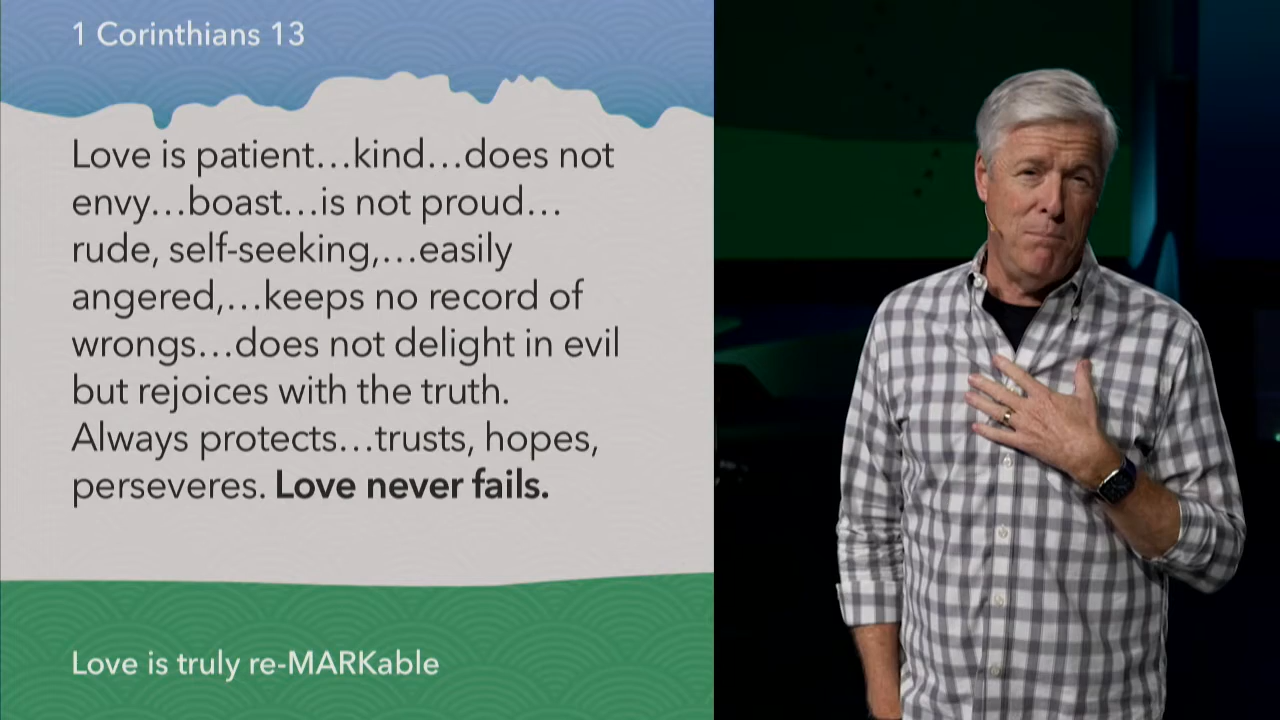 1 Corinthians 13
Love is patient…kind…does not
envy…boast…is not proud…
rude, self-seeking,…easily
angered,…keeps no record of
wrongs…does not delight in evil
but rejoices with the truth.
Always protects…trusts, hopes,
perseveres. Love never fails.
Love is truly re-MARKable